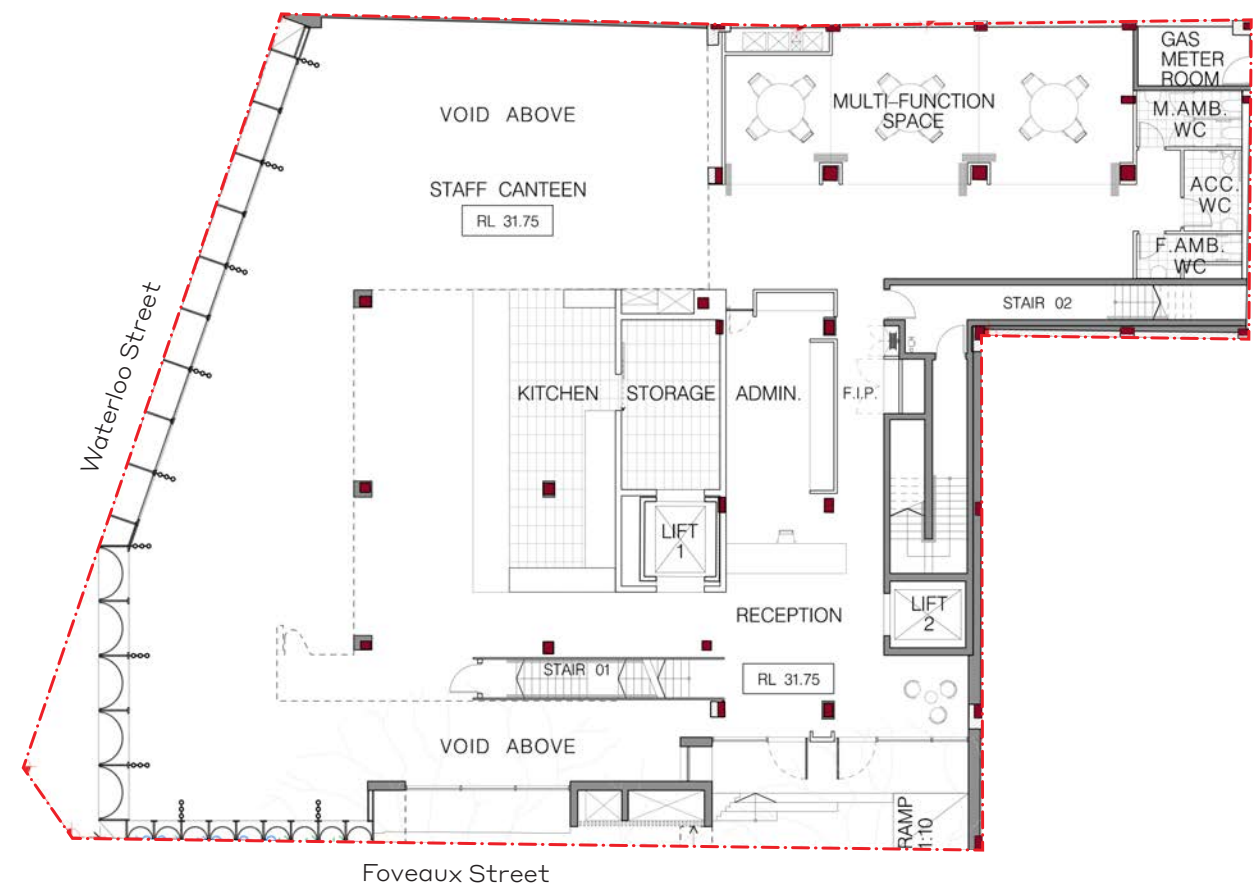 GAS
METER
ROOM
VOID ABOVE
MULTI–FUNCTION
SPACE
M.AMB.
WC
STAFF CANTEEN
RL 31.75
ACC.
WC
F.AMB.
WC
STAIR 02
Waterloo Street
KITCHEN
STORAGE
ADMIN.
F.I.P.
LIFT
1
RECEPTION
LIFT
2
STAIR 01
RL 31.75
VOID ABOVE
RAMP
1:10
Foveaux Street